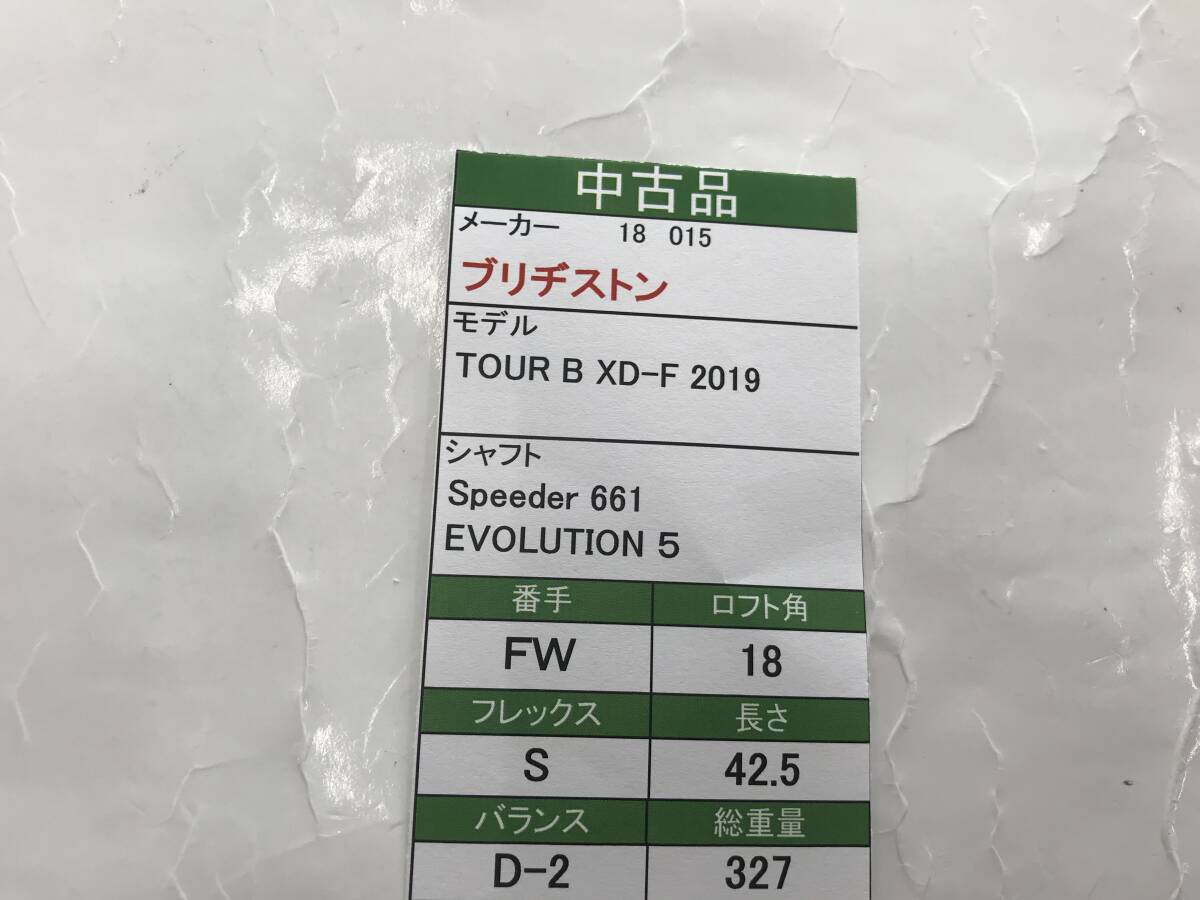 中古品
メーカー 18 015
ブリヂストン
モデル
TOUR B XD-F 2019
シャフト
Speeder 661
EVOLUTION 5
番手 ロフト角
FW 18
フレックス 長さ
S 42.5
バランス 総重量
D-2 327